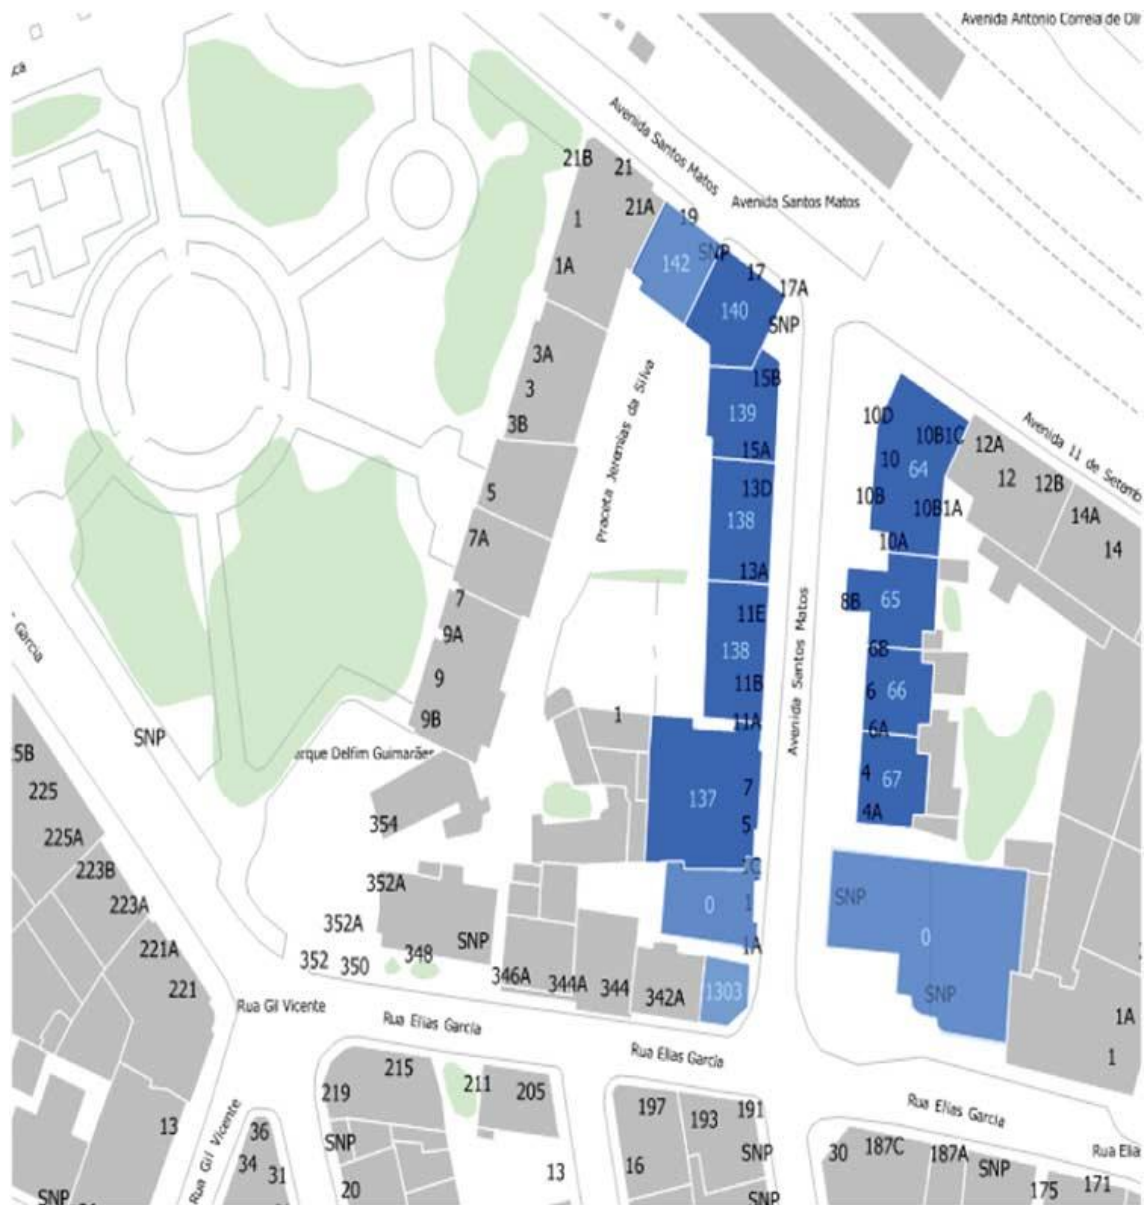 Avenida António Correia de Oli
Avenida Santos Matos
21B
21
21A
19
Avenida Santos Matos
1
SNP
142
17
1A
17A
140
SNP
3A
3
15B
Praceta Jeremias da Silva
3B
139
10D
Avenida 11 de Setemb
10B1C
12A
15A
10
64
12
12B
5
13D
10B
10B1A
14A
138
7A
10A
14
13A
7
11E
8B
65
9A
Garcia
138
6B
9
11B
6
66
9B
1
11A
Avenida Santos Matos
6A
SNP
arque Delfim Guimarães
5B
4
67
225
7
137
4A
354
5
225A
223B
1C
352A
SNP
223A
0
1
352A
0
221A
348
SNP
1A
352
350
346A
344A
344
342A
1303
SNP
221
Rua Gil Vicente
Rua Elias Garcia
1A
Rua Elias Garcia
1
215
211
205
219
197
193
191
Rua Elias Garcia
13
Rua Gil Vicente
36
SNP
SNP
30
187C
187A
Rua Elia
34
31
13
16
SNP
175
171
SNP
20
SNP